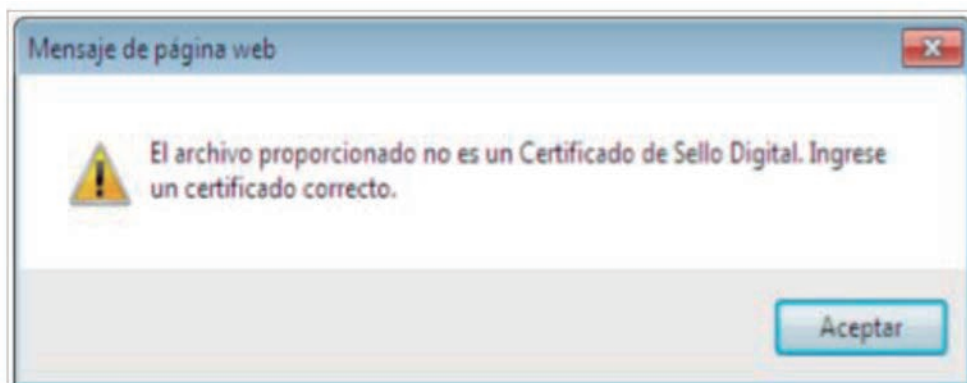 Mensaje de página web
El archivo proporcionado no es un Certificado de Sello Digital. Ingrese
un certificado correcto.
Aceptar